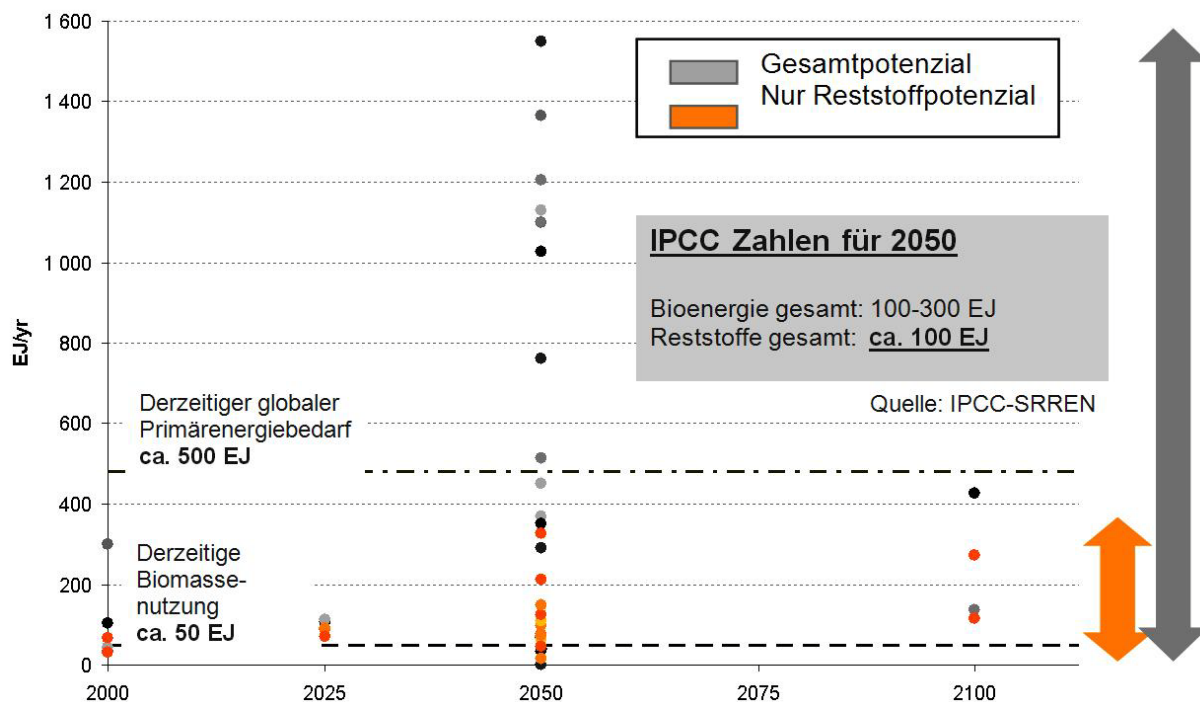 1 600
1 400
1 200
1 000
800
600
400
200
0
EJ/yr
2000
2025
2050
2075
2100
Gesamtpotenzial
Nur Reststoffpotenzial
IPCC Zahlen für 2050
Bioenergie gesamt: 100-300 EJ
Reststoffe gesamt: ca. 100 EJ
Quelle: IPCC-SRREN
Derzeitiger globaler
Primärenergiebedarf
ca. 500 EJ
Derzeitige
Biomasse-
nutzung
ca. 50 EJ